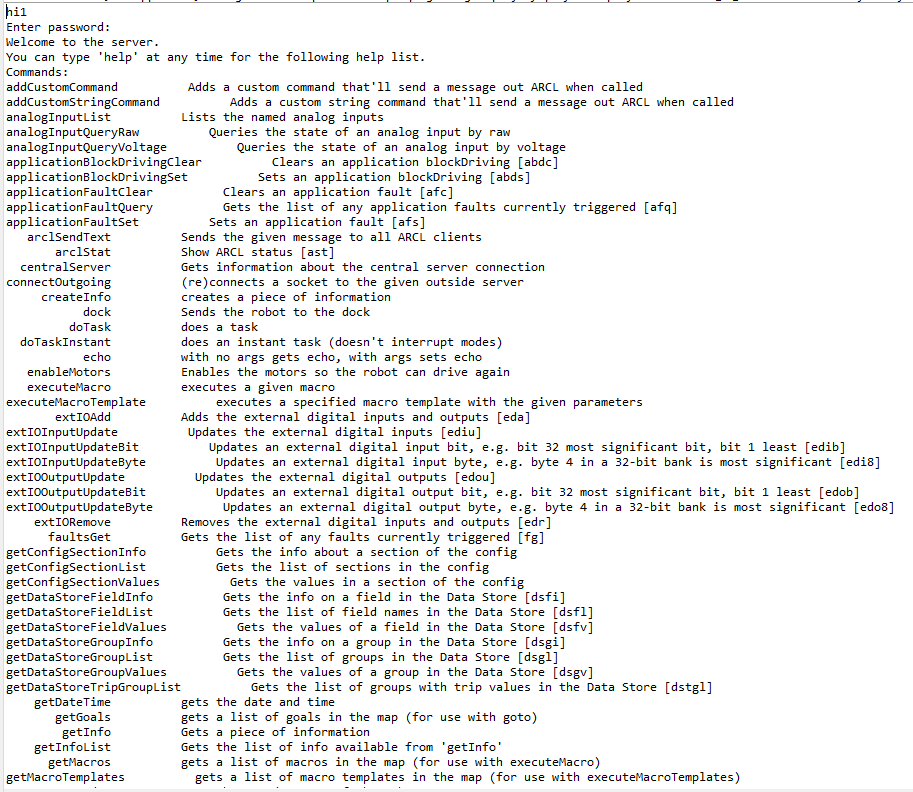 hi1
Enter password:
Welcome to the server.
You can type 'help' at any time for the following help list.
Commands:
addCustomCommand Adds a custom command that'll send a message out ARCL when called
addCustomStringCommand Adds a custom string command that'll send a message out ARCL when called
analogInputList Lists the named analog inputs
analogInputQueryRaw Queries the state of an analog input by raw
analogInputQueryVoltage Queries the state of an analog input by voltage
applicationBlockDrivingClear Clears an application blockDriving [abdc]
applicationBlockDrivingSet Sets an application blockDriving [abds]
applicationFaultClear Clears an application fault [afc]
applicationFaultQuery Gets the list of any application faults currently triggered [afq]
applicationFaultSet Sets an application fault [afs]
arclSendText Sends the given message to all ARCL clients
arclStat Show ARCL status [ast]
centralServer Gets information about the central server connection
connectOutgoing (re)connects a socket to the given outside server
createInfo creates a piece of information
dock Sends the robot to the dock
doTask does a task
doTaskInstant does an instant task (doesn't interrupt modes)
echo with no args gets echo, with args sets echo
enableMotors Enables the motors so the robot can drive again
executeMacro executes a given macro
executeMacroTemplate executes a specified macro template with the given parameters
extIOAdd Adds the external digital inputs and outputs [eda]
extIOInputUpdate Updates the external digital inputs [ediu]
extIOInputUpdateBit Updates an external digital input bit, e.g. bit 32 most significant bit, bit 1 least [edib]
extIOInputUpdateByte Updates an external digital input byte, e.g. byte 4 in a 32-bit bank is most significant [edi8]
extIOOutputUpdate Updates the external digital outputs [edou]
extIOOutputUpdateBit Updates an external digital output bit, e.g. bit 32 most significant bit, bit 1 least [edob]
extIOOutputUpdateByte Updates an external digital output byte, e.g. byte 4 in a 32-bit bank is most significant [edo8]
extIORemove Removes the external digital inputs and outputs [edr]
faultsGet Gets the list of any faults currently triggered [fg]
getConfigSectionInfo Gets the info about a section of the config
getConfigSectionList Gets the list of sections in the config
getConfigSectionValues Gets the values in a section of the config
getDataStoreFieldInfo Gets the info on a field in the Data Store [dsfi]
getDataStoreFieldList Gets the list of field names in the Data Store [dsfl]
getDataStoreFieldValues Gets the values of a field in the Data Store [dsfv]
getDataStoreGroupInfo Gets the info on a group in the Data Store [dsgi]
getDataStoreGroupList Gets the list of groups in the Data Store [dsgl]
getDataStoreGroupValues Gets the values of a group in the Data Store [dsgv]
getDataStoreTripGroupList Gets the list of groups with trip values in the Data Store [dstgl]
getDateTime gets the date and time
getGoals gets a list of goals in the map (for use with goto)
getInfo Gets a piece of information
getInfoList Gets the list of info available from 'getInfo'
getMacros gets a list of macros in the map (for use with executeMacro)
getMacroTemplates gets a list of macro templates in the map (for use with executeMacroTemplates)